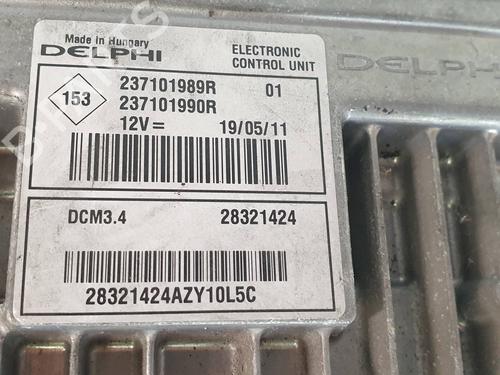 Made in Hungary
DELPHI
ELECTRONIC
CONTROL UNIT
DELPHI
153
237101989R 01
237101990R
12V= 19/05/11
DCM3.4 28321424
28321424AZY10L5C